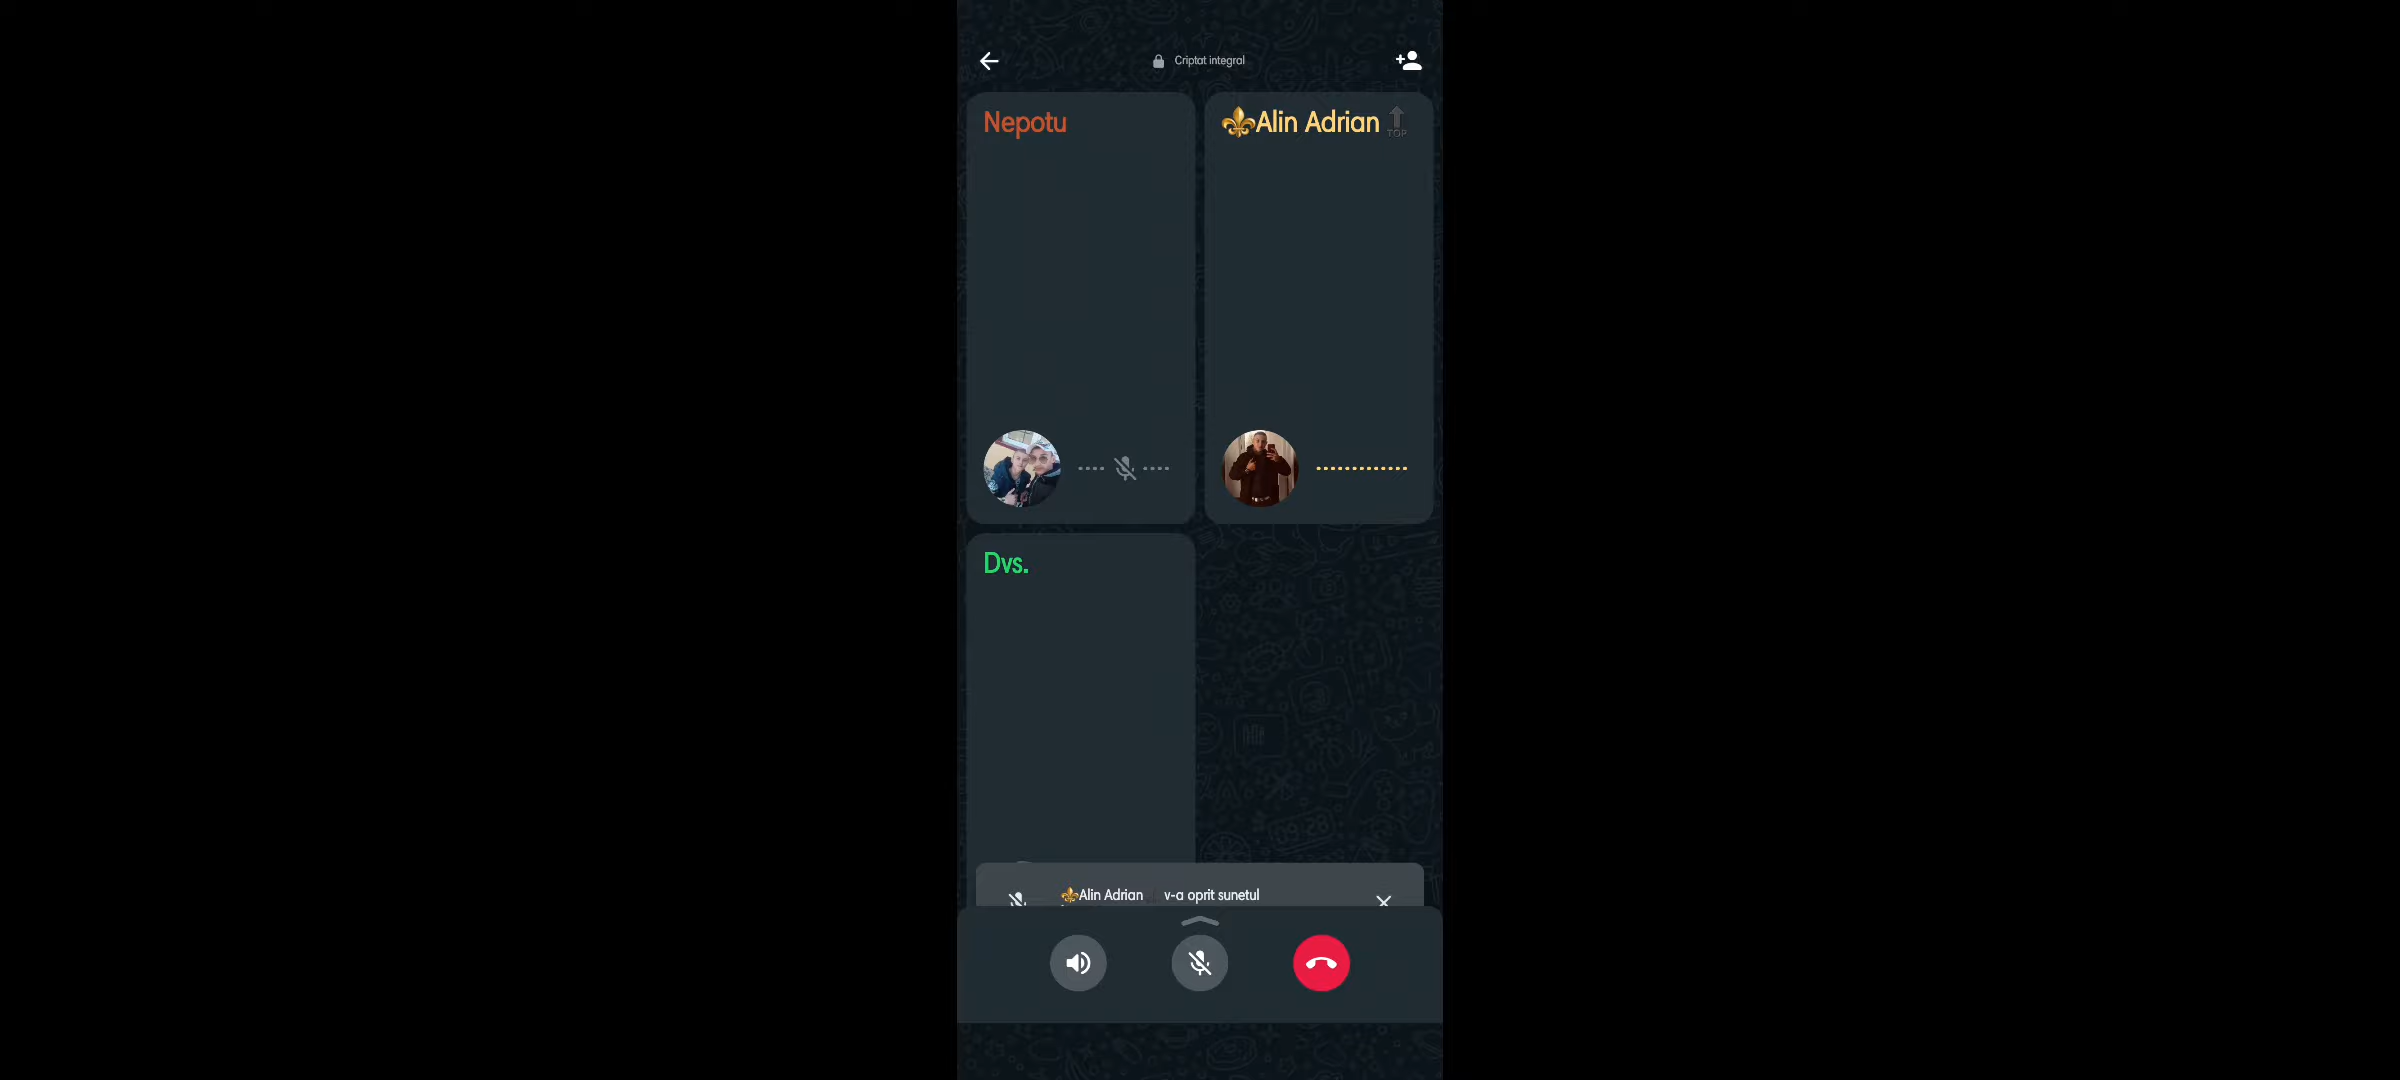 Criptat integral
Nepotu
⚜️Alin Adrian 🔝
Dvs.
⚜️Alin Adrian 🔝 v-a oprit sunetul